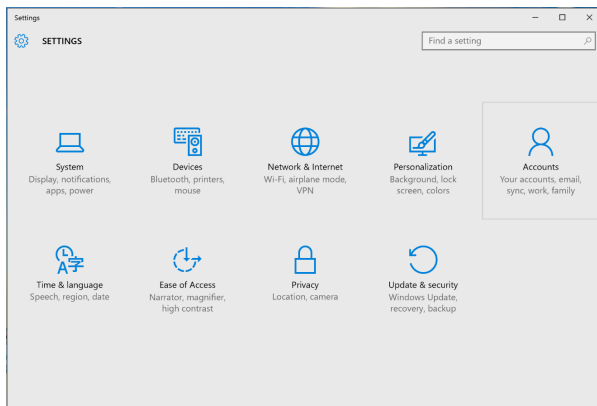 Settings
SETTINGS
Find a setting
System
Display, notifications,
apps, power
Devices
Bluetooth, printers,
mouse
Network & Internet
Wi-Fi, airplane mode,
VPN
Personalization
Background, lock
screen, colors
Accounts
Your accounts, email,
sync, work, family
A字
Time & language
Speech, region, date
Ease of Access
Narrator, magnifier,
high contrast
Privacy
Location, camera
Update & security
Windows Update,
recovery, backup